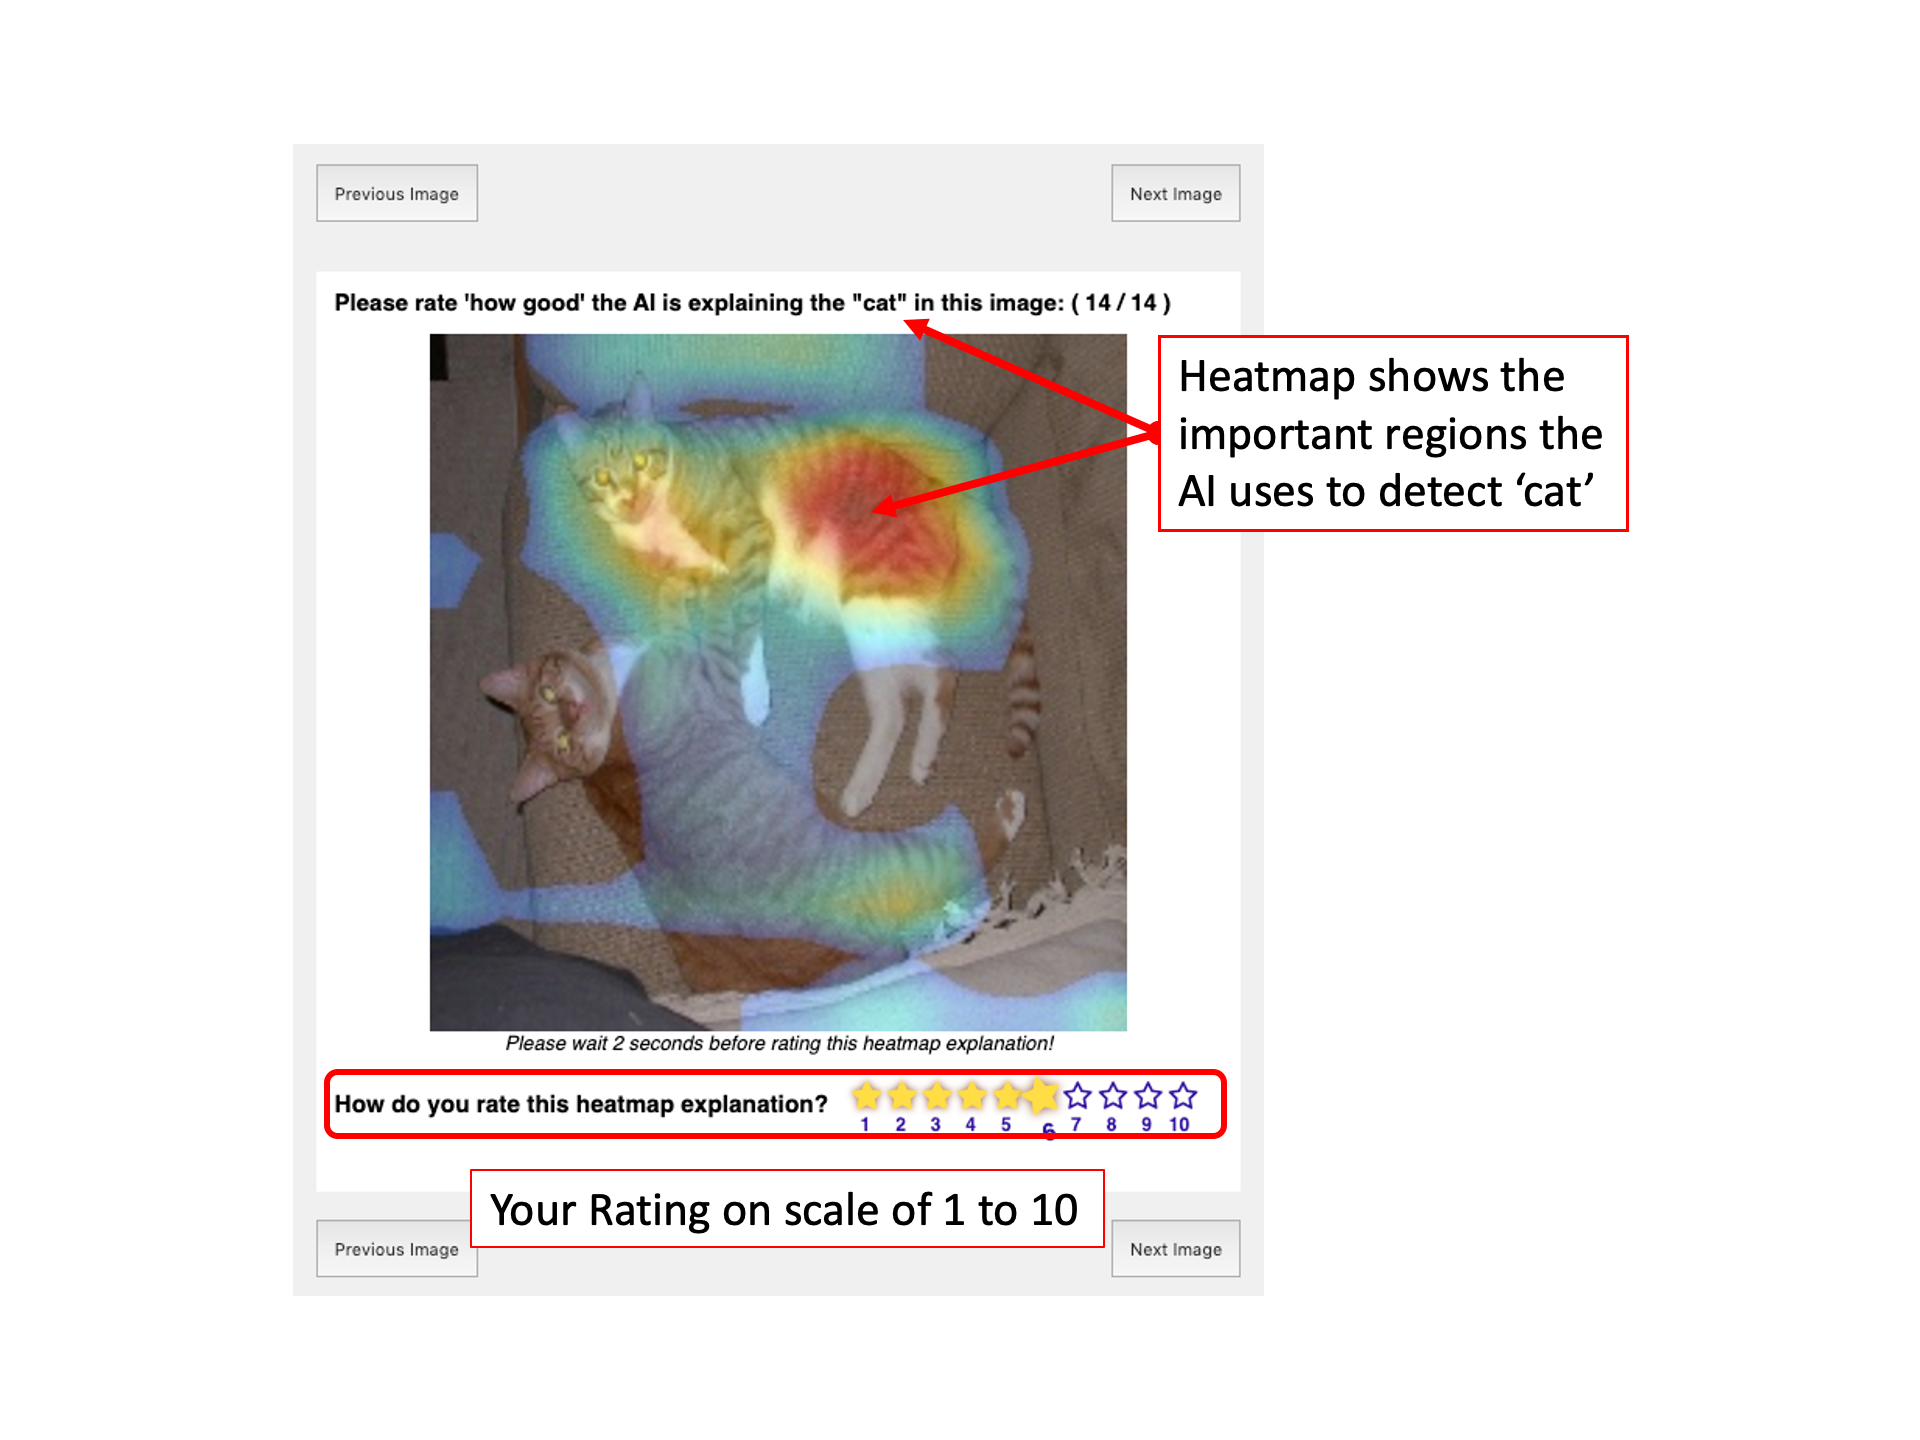 Previous Image
Next Image
Please rate 'how good' the AI is explaining the "cat" in this image: ( 14 / 14 )
Heatmap shows the
important regions the
AI uses to detect ‘cat’
Please wait 2 seconds before rating this heatmap explanation!
How do you rate this heatmap explanation?
1 2 3 4 5 6 7 8 9 10
Your Rating on scale of 1 to 10
Previous Image
Next Image